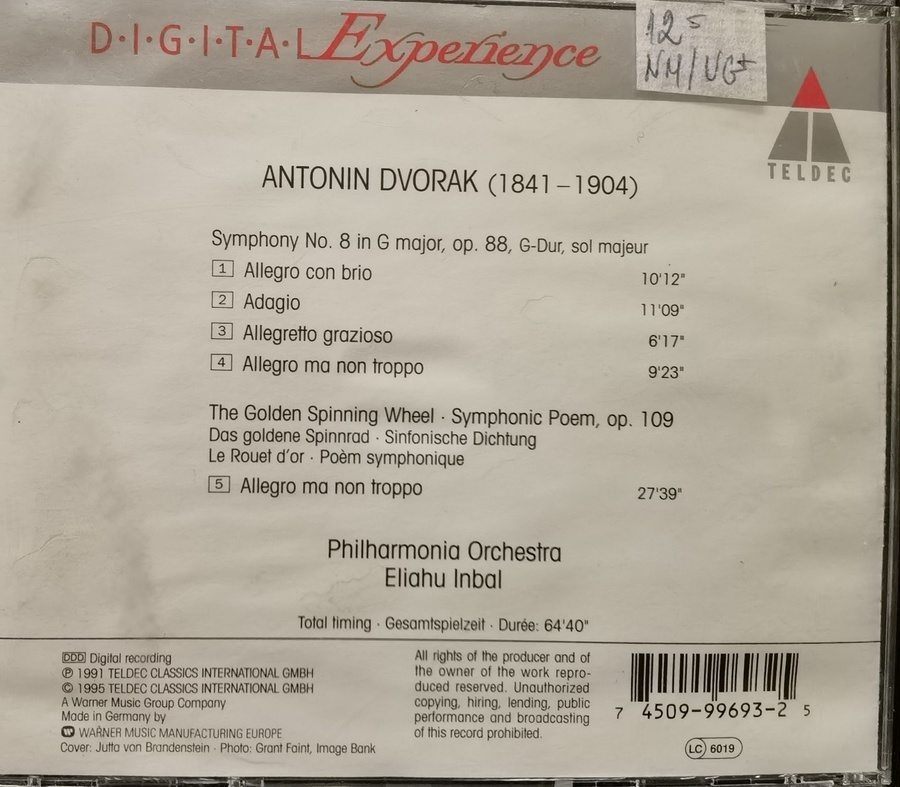 D·I·G·I·T·A·L Experience
12 5
NM/VG+
TELDEC
ANTONIN DVORAK (1841–1904)
Symphony No. 8 in G major, op. 88, G-Dur, sol majeur
1 Allegro con brio 10'12"
2 Adagio 11'09"
3 Allegretto grazioso 6'17"
4 Allegro ma non troppo 9'23"
The Golden Spinning Wheel · Symphonic Poem, op. 109
Das goldene Spinnrad · Sinfonische Dichtung
Le Rouet d'or · Poèm symphonique
5 Allegro ma non troppo 27'39"
Philharmonia Orchestra
Eliahu Inbal
Total timing · Gesamtspielzeit · Durée: 64'40"
DDD Digital recording
℗ 1991 TELDEC CLASSICS INTERNATIONAL GMBH
© 1995 TELDEC CLASSICS INTERNATIONAL GMBH
A Warner Music Group Company
Made in Germany by
WARNER MUSIC MANUFACTURING EUROPE
Cover: Jutta von Brandenstein · Photo: Grant Faint, Image Bank
All rights of the producer and of
the owner of the work repro-
duced reserved. Unauthorized
copying, hiring, lending, public
performance and broadcasting
of this record prohibited.
7 4509-99693-2 5
LC 6019